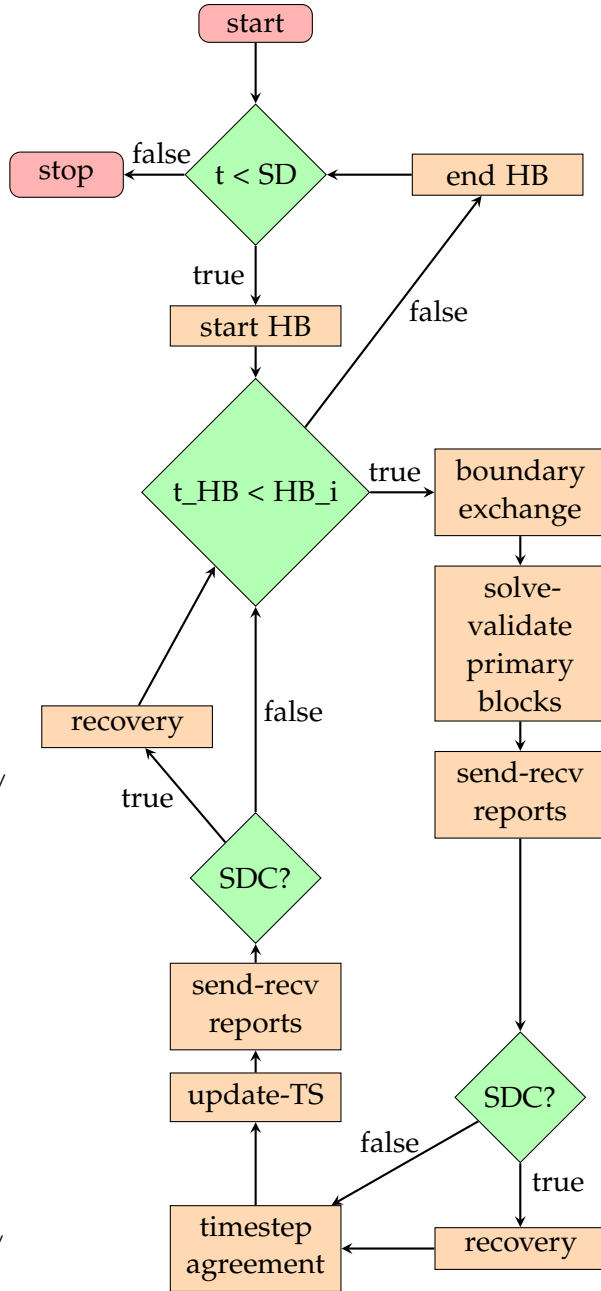 start
false
stop
t < SD
end HB
true
start HB
false
t_HB < HB_i
true
boundary
exchange
solve-
validate
primary
blocks
recovery
false
send-recv
reports
/
true
SDC?
send-recv
reports
update-TS
SDC?
false
true
timestep
agreement
recovery
/